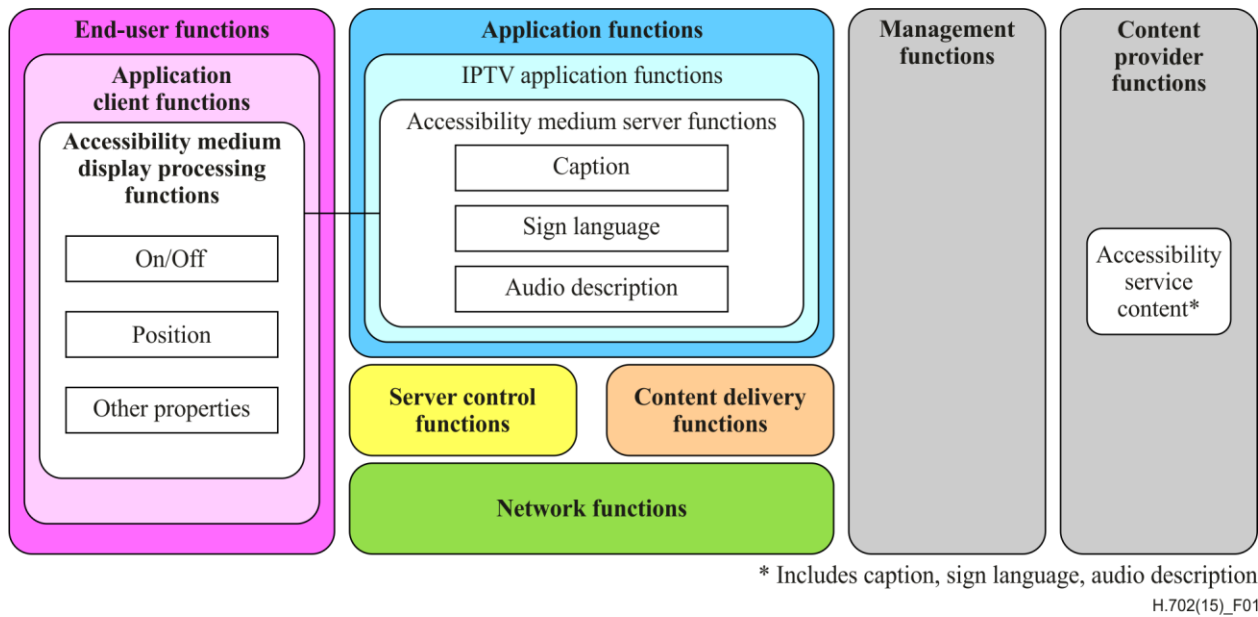 End-user functions
Application
client functions
Accessibility medium
display processing
functions
On/Off
Position
Other properties
Application functions
IPTV application functions
Accessibility medium server functions
Caption
Sign language
Audio description
Server control
functions
Content delivery
functions
Network functions
Management
functions
Content
provider
functions
Accessibility
service
content*
* Includes caption, sign language, audio description
H.702(15)_F01